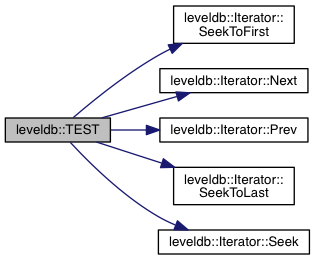 leveldb::Iterator::
SeekToFirst
leveldb::Iterator::Next
leveldb::TEST
leveldb::Iterator::Prev
leveldb::Iterator::
SeekToLast
leveldb::Iterator::Seek